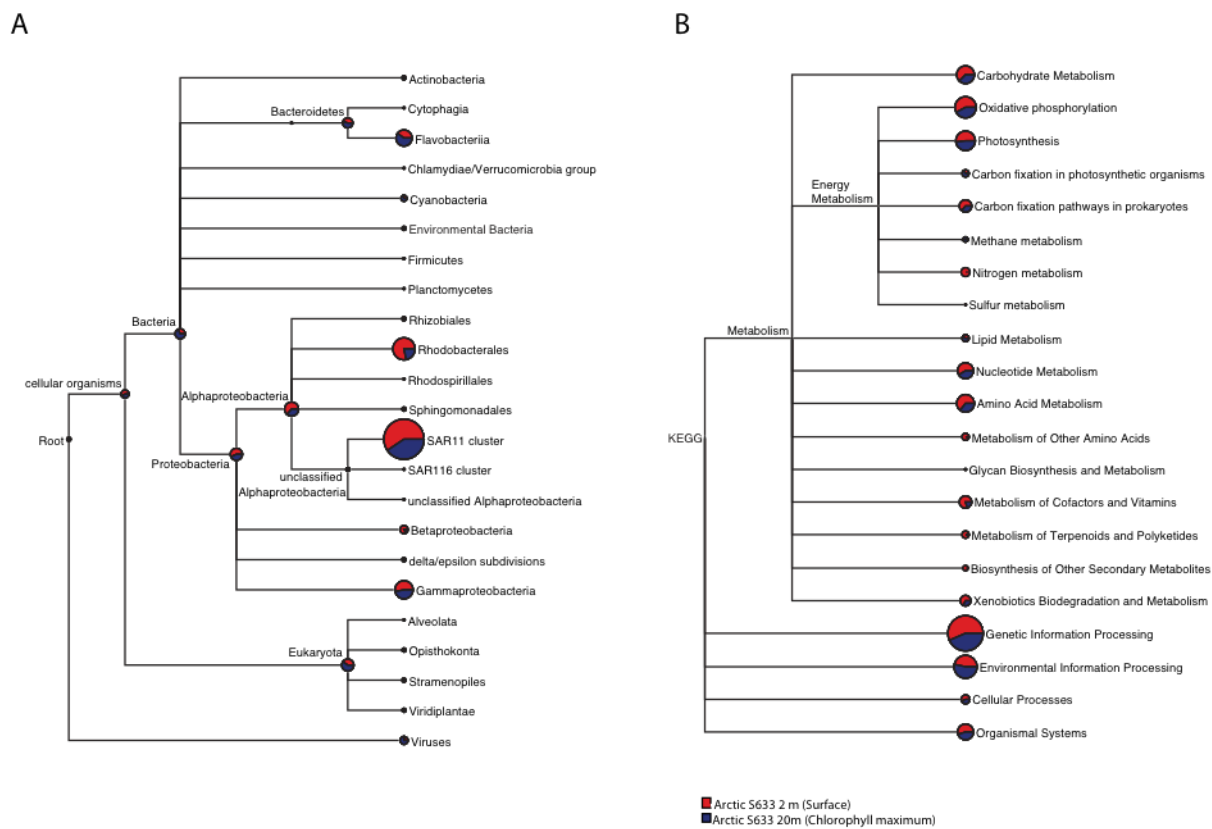 A
Actinobacteria
Bacteroidetes
Cytophagia
Flavobacteriia
Chlamydiae/Verrucomicrobia group
Cyanobacteria
Environmental Bacteria
Firmicutes
Planctomycetes
Bacteria
Rhizobiales
Rhodobacterales
Rhodospirillales
cellular organisms
Alphaproteobacteria
Sphingomonadales
Root
SAR11 cluster
Proteobacteria
unclassified
Alphaproteobacteria
SAR116 cluster
unclassified Alphaproteobacteria
Betaproteobacteria
delta/epsilon subdivisions
Gammaproteobacteria
Alveolata
Eukaryota
Opisthokonta
Stramenopiles
Viridiplantae
Viruses
B
Carbohydrate Metabolism
Oxidative phosphorylation
Photosynthesis
Carbon fixation in photosynthetic organisms
Energy
Metabolism
Carbon fixation pathways in prokaryotes
Methane metabolism
Nitrogen metabolism
Sulfur metabolism
Metabolism
Lipid Metabolism
Nucleotide Metabolism
Amino Acid Metabolism
KEGG
Metabolism of Other Amino Acids
Glycan Biosynthesis and Metabolism
Metabolism of Cofactors and Vitamins
Metabolism of Terpenoids and Polyketides
Biosynthesis of Other Secondary Metabolites
Xenobiotics Biodegradation and Metabolism
Genetic Information Processing
Environmental Information Processing
Cellular Processes
Organismal Systems
Arctic S633 2 m (Surface)
Arctic S633 20m (Chlorophyll maximum)